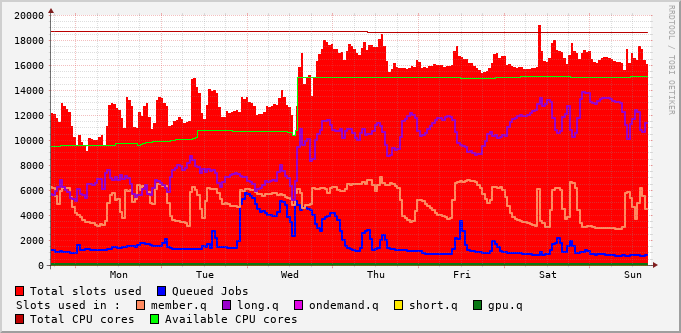 20000
18000
16000
14000
12000
10000
8000
6000
4000
2000
0
Mon Tue Wed Thu Fri Sat Sun
RRDTOOL / TOBI OETIKER
Total slots used Queued Jobs
Slots used in : member.q long.q ondemand.q short.q gpu.q
Total CPU cores Available CPU cores